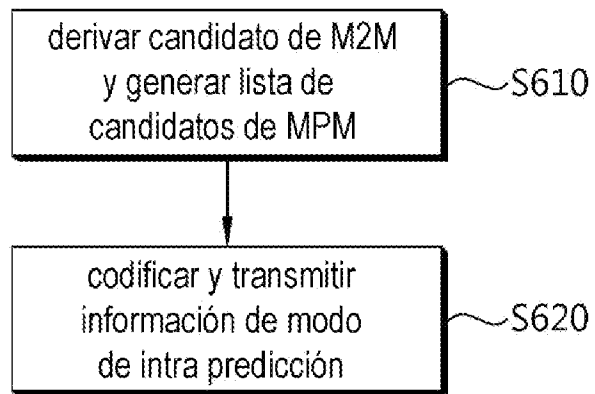 derivar candidato de M2M
y generar lista de
candidatos de MPM
S610
codificar y transmitir
información de modo
de intra predicción
S620